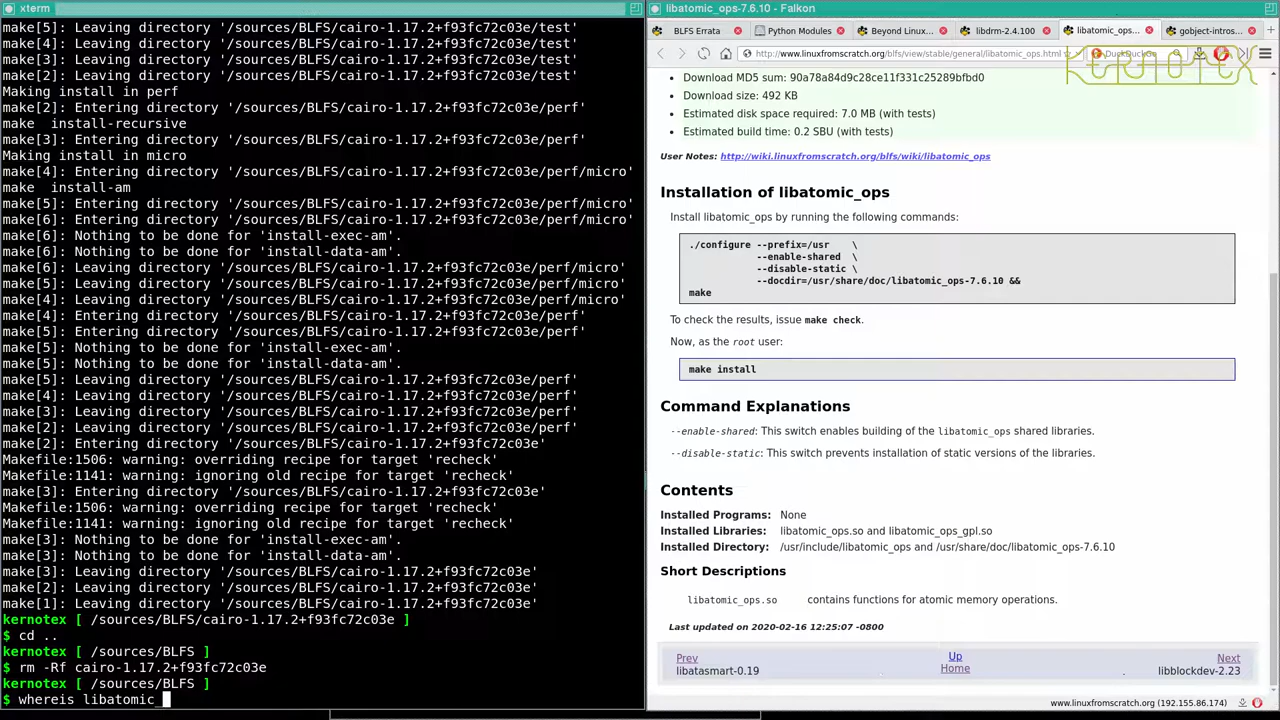 xterm
make[5]: Leaving directory '/sources/BLFS/cairo-1.17.2+f93fc72c03e/test'
make[4]: Leaving directory '/sources/BLFS/cairo-1.17.2+f93fc72c03e/test'
make[3]: Leaving directory '/sources/BLFS/cairo-1.17.2+f93fc72c03e/test'
make[2]: Leaving directory '/sources/BLFS/cairo-1.17.2+f93fc72c03e/test'
Making install in perf
make[2]: Entering directory '/sources/BLFS/cairo-1.17.2+f93fc72c03e/perf'
make  install-recursive
make[3]: Entering directory '/sources/BLFS/cairo-1.17.2+f93fc72c03e/perf'
Making install in micro
make[4]: Entering directory '/sources/BLFS/cairo-1.17.2+f93fc72c03e/perf/micro'
make  install-am
make[5]: Entering directory '/sources/BLFS/cairo-1.17.2+f93fc72c03e/perf/micro'
make[6]: Entering directory '/sources/BLFS/cairo-1.17.2+f93fc72c03e/perf/micro'
make[6]: Nothing to be done for 'install-exec-am'.
make[6]: Nothing to be done for 'install-data-am'.
make[6]: Leaving directory '/sources/BLFS/cairo-1.17.2+f93fc72c03e/perf/micro'
make[5]: Leaving directory '/sources/BLFS/cairo-1.17.2+f93fc72c03e/perf/micro'
make[4]: Leaving directory '/sources/BLFS/cairo-1.17.2+f93fc72c03e/perf/micro'
make[4]: Entering directory '/sources/BLFS/cairo-1.17.2+f93fc72c03e/perf'
make[5]: Entering directory '/sources/BLFS/cairo-1.17.2+f93fc72c03e/perf'
make[5]: Nothing to be done for 'install-exec-am'.
make[5]: Nothing to be done for 'install-data-am'.
make[5]: Leaving directory '/sources/BLFS/cairo-1.17.2+f93fc72c03e/perf'
make[4]: Leaving directory '/sources/BLFS/cairo-1.17.2+f93fc72c03e/perf'
make[3]: Leaving directory '/sources/BLFS/cairo-1.17.2+f93fc72c03e/perf'
make[2]: Leaving directory '/sources/BLFS/cairo-1.17.2+f93fc72c03e/perf'
make[2]: Entering directory '/sources/BLFS/cairo-1.17.2+f93fc72c03e'
Makefile:1506: warning: overriding recipe for target 'recheck'
Makefile:1141: warning: ignoring old recipe for target 'recheck'
make[3]: Entering directory '/sources/BLFS/cairo-1.17.2+f93fc72c03e'
Makefile:1506: warning: overriding recipe for target 'recheck'
Makefile:1141: warning: ignoring old recipe for target 'recheck'
make[3]: Nothing to be done for 'install-exec-am'.
make[3]: Nothing to be done for 'install-data-am'.
make[3]: Leaving directory '/sources/BLFS/cairo-1.17.2+f93fc72c03e'
make[2]: Leaving directory '/sources/BLFS/cairo-1.17.2+f93fc72c03e'
make[1]: Leaving directory '/sources/BLFS/cairo-1.17.2+f93fc72c03e'
kernotex [ /sources/BLFS/cairo-1.17.2+f93fc72c03e ]
$ cd ..
kernotex [ /sources/BLFS ]
$ rm -Rf cairo-1.17.2+f93fc72c03e
kernotex [ /sources/BLFS ]
$ whereis libatomic_
libatomic_ops-7.6.10 - Falkon
BLFS Errata
Python Modules
Beyond Linux...
libdrm-2.4.100
libatomic_ops...
gobject-intros...
http://www.linuxfromscratch.org/blfs/view/stable/general/libatomic_ops.html
DuckDuckGo
KERNOTEX
Download MD5 sum: 90a78a84d9c28ce11f331c25289bfbd0
Download size: 492 KB
Estimated disk space required: 7.0 MB (with tests)
Estimated build time: 0.2 SBU (with tests)
User Notes: http://wiki.linuxfromscratch.org/blfs/wiki/libatomic_ops
Installation of libatomic_ops
Install libatomic_ops by running the following commands:
./configure --prefix=/usr    \
--enable-shared  \
--disable-static \
--docdir=/usr/share/doc/libatomic_ops-7.6.10 &&
make
To check the results, issue make check.
Now, as the root user:
make install
Command Explanations
--enable-shared: This switch enables building of the libatomic_ops shared libraries.
--disable-static: This switch prevents installation of static versions of the libraries.
Contents
Installed Programs: None
Installed Libraries: libatomic_ops.so and libatomic_ops_gpl.so
Installed Directory: /usr/include/libatomic_ops and /usr/share/doc/libatomic_ops-7.6.10
Short Descriptions
libatomic_ops.so contains functions for atomic memory operations.
Last updated on 2020-02-16 12:25:07 -0800
Prev Up Next
libatasmart-0.19 Home libblockdev-2.23
www.linuxfromscratch.org (192.155.86.174)